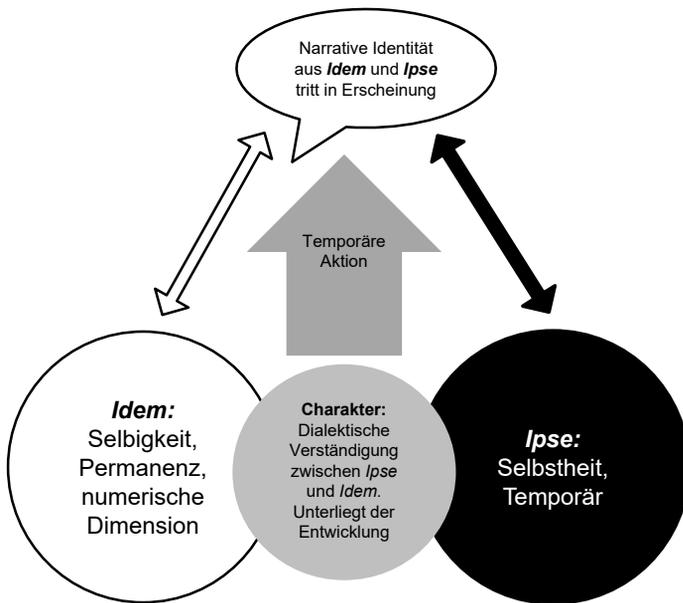 Narrative Identität
aus Idem und Ipse
tritt in Erscheinung
Temporäre
Aktion
Idem:
Selbigkeit,
Permanenz,
numerische
Dimension
Charakter:
Dialektische
Verständigung
zwischen Ipse
und Idem.
Unterliegt der
Entwicklung
Ipse:
Selbstheit,
Temporär